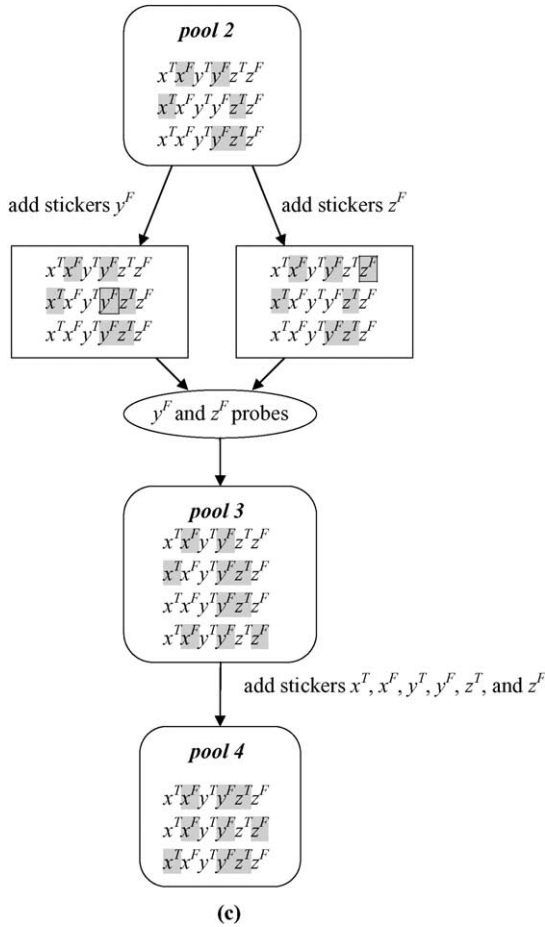 pool 2
xᵀxFyᵀyFzᵀzF
xᵀxFyᵀyFzᵀzF
xᵀxFyᵀyFzᵀzF
add stickers yF
add stickers zF
xᵀxFyᵀyFzᵀzF
xᵀxFyᵀyFzᵀzF
xᵀxFyᵀyFzᵀzF
xᵀxFyᵀyFzᵀzF
xᵀxFyᵀyFzᵀzF
xᵀxFyᵀyFzᵀzF
yF and zF probes
pool 3
xᵀxFyᵀyFzᵀzF
xᵀxFyᵀyFzᵀzF
xᵀxFyᵀyFzᵀzF
xᵀxFyᵀyFzᵀzF
add stickers xᵀ, xF, yᵀ, yF, zᵀ, and zF
pool 4
xᵀxFyᵀyFzᵀzF
xᵀxFyᵀyFzᵀzF
xᵀxFyᵀyFzᵀzF
(c)